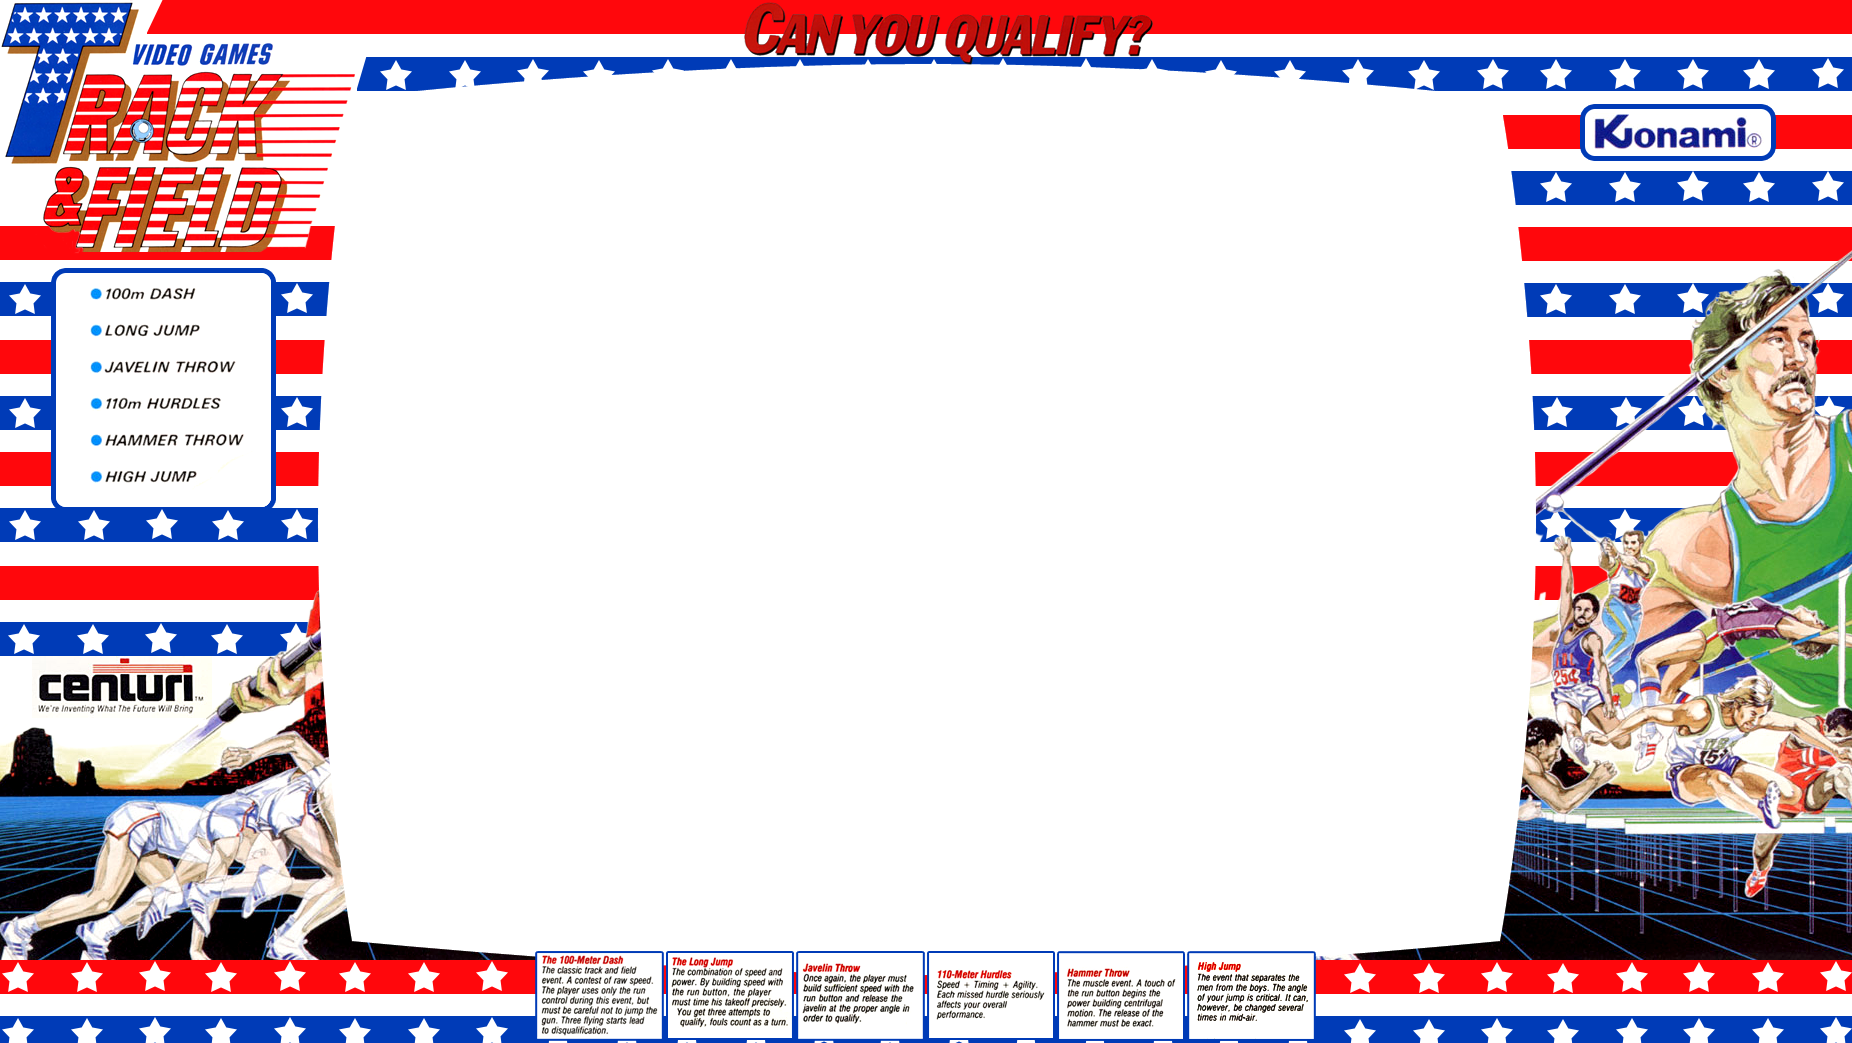 CAN YOU QUALIFY?
VIDEO GAMES
TRACK
& FIELD
Konami®
100m DASH
LONG JUMP
JAVELIN THROW
110m HURDLES
HAMMER THROW
HIGH JUMP
centuri™
We're Inventing What The Future Will Bring
The 100-Meter Dash
The classic track and field
event. A contest of raw speed.
The player uses only the run
control during this event, but
must be careful not to jump the
gun. Three flying starts lead
to disqualification.
The Long Jump
The combination of speed and
power. By building speed with
the run button, the player
must time his takeoff precisely.
You get three attempts to
qualify, fouls count as a turn.
Javelin Throw
Once again, the player must
build sufficient speed with the
run button and release the
javelin at the proper angle in
order to qualify.
110-Meter Hurdles
Speed + Timing + Agility.
Each missed hurdle seriously
affects your overall
performance.
Hammer Throw
The muscle event. A touch of
the run button begins the
power building centrifugal
motion. The release of the
hammer must be exact.
High Jump
The event that separates the
men from the boys. The angle
of your jump is critical. It can,
however, be changed several
times in mid-air.